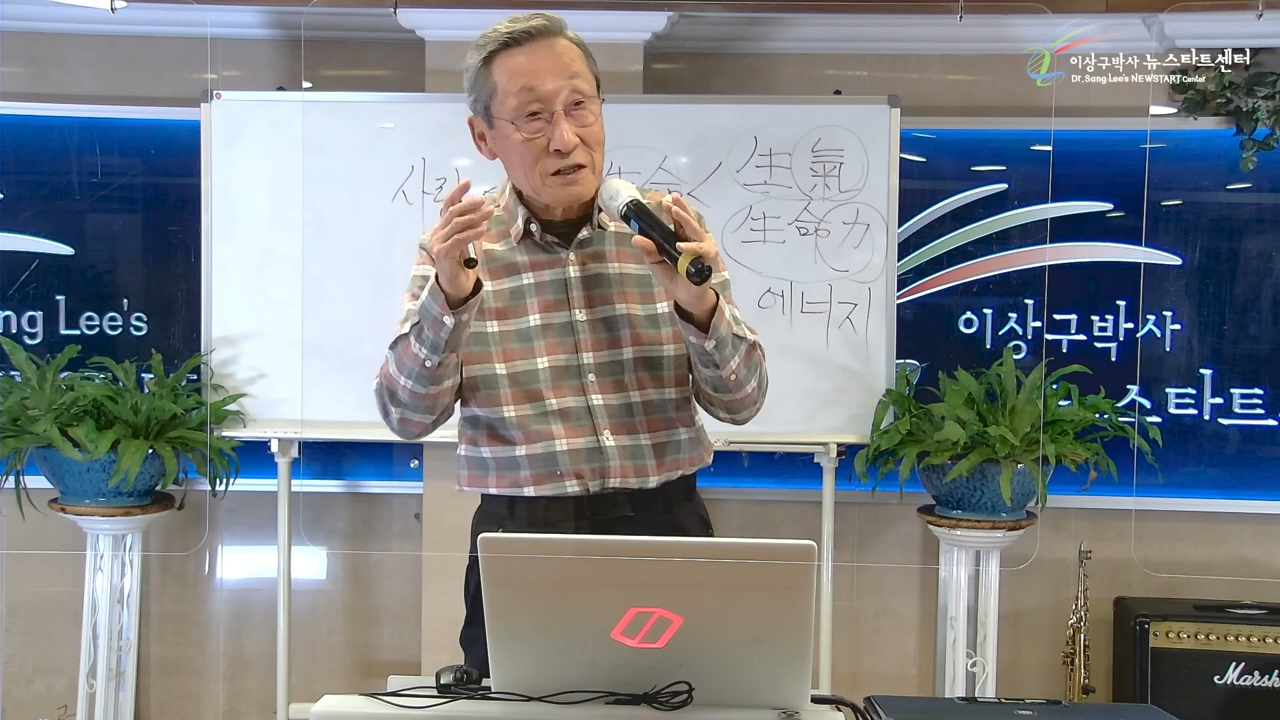 이상구박사 뉴스타트센터
Dr. Sang Lee's NEWSTART Center
生氣
生命力
에너지
ng Lee's
이상구박사
스타트
Marsh